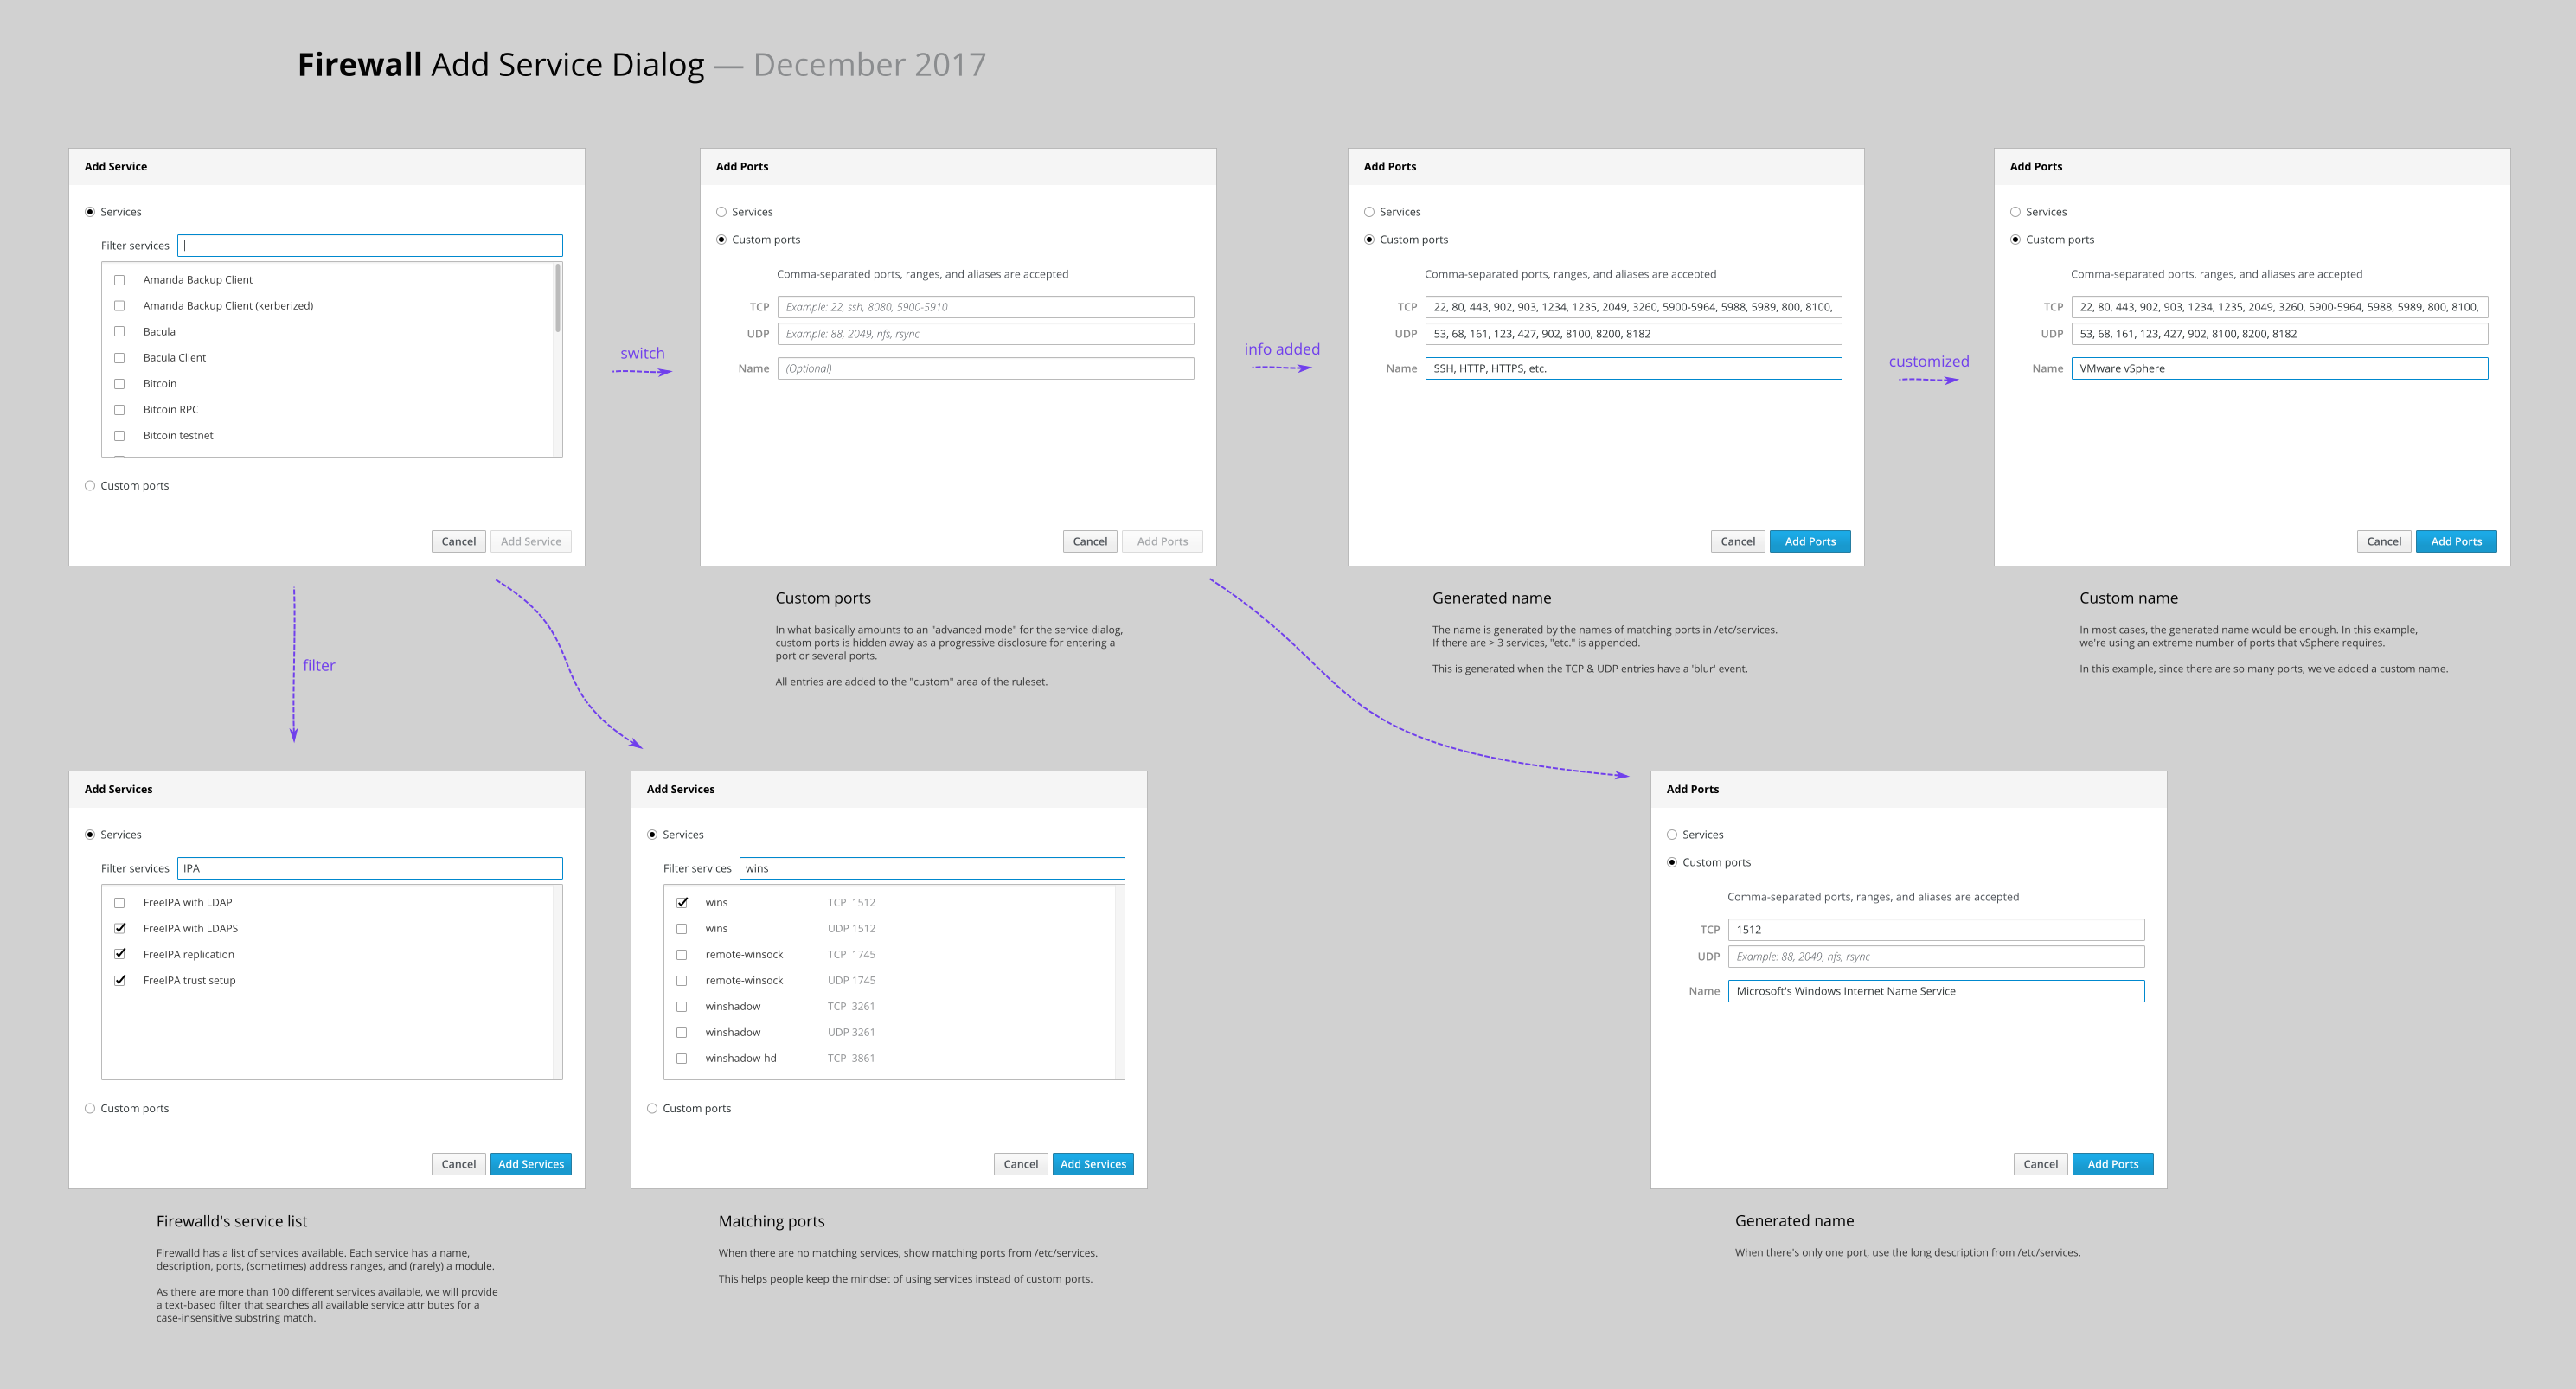 Firewall Add Service Dialog — December 2017
Add Service
Services
Filter services
Amanda Backup Client
Amanda Backup Client (kerberized)
Bacula
Bacula Client
Bitcoin
Bitcoin RPC
Bitcoin testnet
Custom ports
Cancel Add Service
switch
Add Ports
Services
Custom ports
Comma-separated ports, ranges, and aliases are accepted
TCP Example: 22, ssh, 8080, 5900-5910
UDP Example: 88, 2049, nfs, rsync
Name (Optional)
Cancel Add Ports
Custom ports
In what basically amounts to an "advanced mode" for the service dialog,
custom ports is hidden away as a progressive disclosure for entering a
port or several ports.
All entries are added to the "custom" area of the ruleset.
info added
Add Ports
Services
Custom ports
Comma-separated ports, ranges, and aliases are accepted
TCP 22, 80, 443, 902, 903, 1234, 1235, 2049, 3260, 5900-5964, 5988, 5989, 800, 8100,
UDP 53, 68, 161, 123, 427, 902, 8100, 8200, 8182
Name SSH, HTTP, HTTPS, etc.
Cancel Add Ports
Generated name
The name is generated by the names of matching ports in /etc/services.
If there are > 3 services, "etc." is appended.
This is generated when the TCP & UDP entries have a 'blur' event.
customized
Add Ports
Services
Custom ports
Comma-separated ports, ranges, and aliases are accepted
TCP 22, 80, 443, 902, 903, 1234, 1235, 2049, 3260, 5900-5964, 5988, 5989, 800, 8100,
UDP 53, 68, 161, 123, 427, 902, 8100, 8200, 8182
Name VMware vSphere
Cancel Add Ports
Custom name
In most cases, the generated name would be enough. In this example,
we're using an extreme number of ports that vSphere requires.
In this example, since there are so many ports, we've added a custom name.
filter
Add Services
Services
Filter services IPA
FreeIPA with LDAP
FreeIPA with LDAPS
FreeIPA replication
FreeIPA trust setup
Custom ports
Cancel Add Services
Firewalld's service list
Firewalld has a list of services available. Each service has a name,
description, ports, (sometimes) address ranges, and (rarely) a module.
As there are more than 100 different services available, we will provide
a text-based filter that searches all available service attributes for a
case-insensitive substring match.
Add Services
Services
Filter services wins
wins TCP 1512
wins UDP 1512
remote-winsock TCP 1745
remote-winsock UDP 1745
winshadow TCP 3261
winshadow UDP 3261
winshadow-hd TCP 3861
Custom ports
Cancel Add Services
Matching ports
When there are no matching services, show matching ports from /etc/services.
This helps people keep the mindset of using services instead of custom ports.
Add Ports
Services
Custom ports
Comma-separated ports, ranges, and aliases are accepted
TCP 1512
UDP Example: 88, 2049, nfs, rsync
Name Microsoft's Windows Internet Name Service
Cancel Add Ports
Generated name
When there's only one port, use the long description from /etc/services.